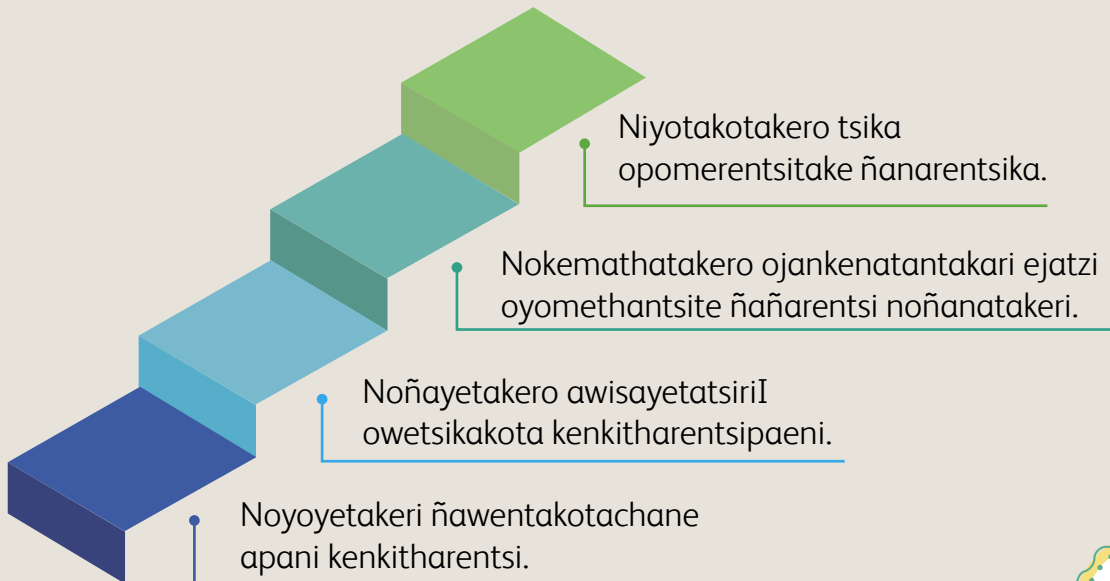 Niyotakotakero tsika
opomerentsitake ñanarentsika.
Nokemathatakero ojankenatantakari ejatzi
oyomethantsite ñañarentsi noñanatakeri.
Noñayetakero awisayetatsiriI
owetsikakota kenkitharentsipaeni.
Noyoyetakeri ñawentakotachane
apani kenkitharentsi.